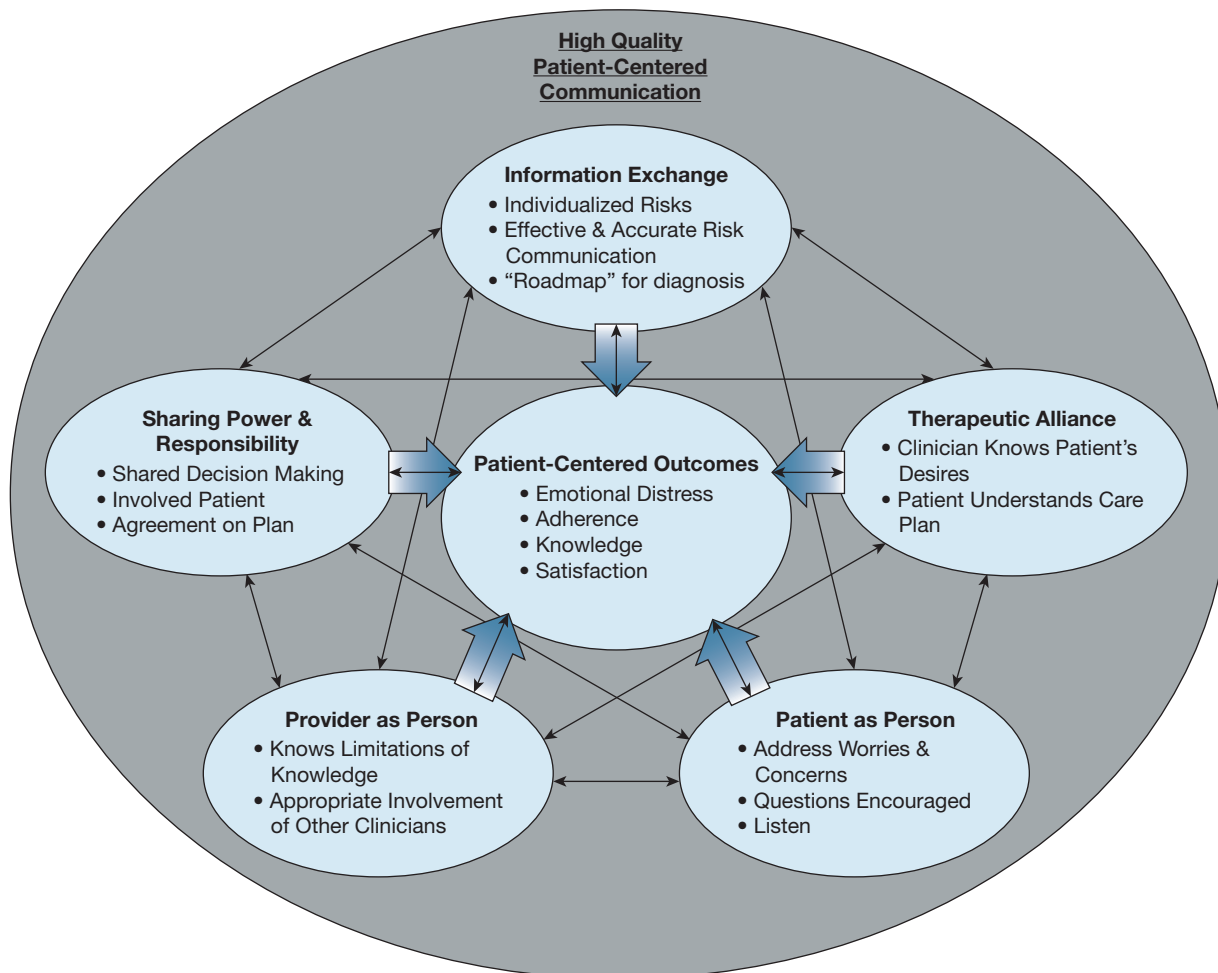 High Quality
Patient-Centered
Communication
Information Exchange
• Individualized Risks
• Effective & Accurate Risk
Communication
• “Roadmap” for diagnosis
Sharing Power &
Responsibility
• Shared Decision Making
• Involved Patient
• Agreement on Plan
Patient-Centered Outcomes
• Emotional Distress
• Adherence
• Knowledge
• Satisfaction
Therapeutic Alliance
• Clinician Knows Patient’s
Desires
• Patient Understands Care
Plan
Provider as Person
• Knows Limitations of
Knowledge
• Appropriate Involvement
of Other Clinicians
Patient as Person
• Address Worries &
Concerns
• Questions Encouraged
• Listen